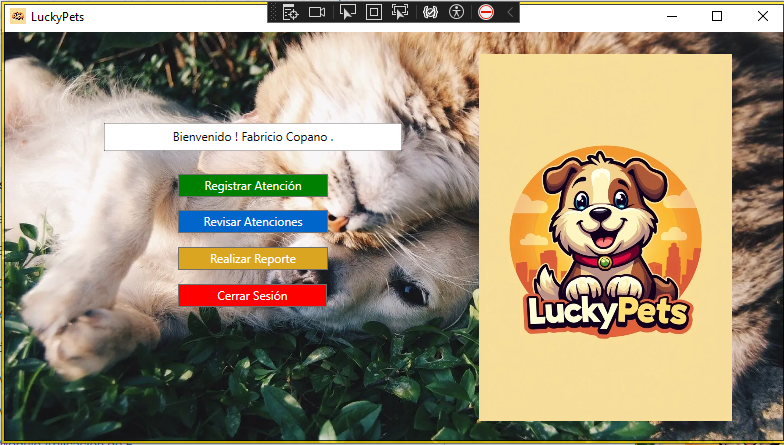 LuckyPets
Bienvenido ! Fabricio Copano .
Registrar Atención
Revisar Atenciones
Realizar Reporte
Cerrar Sesión
LuckyPets